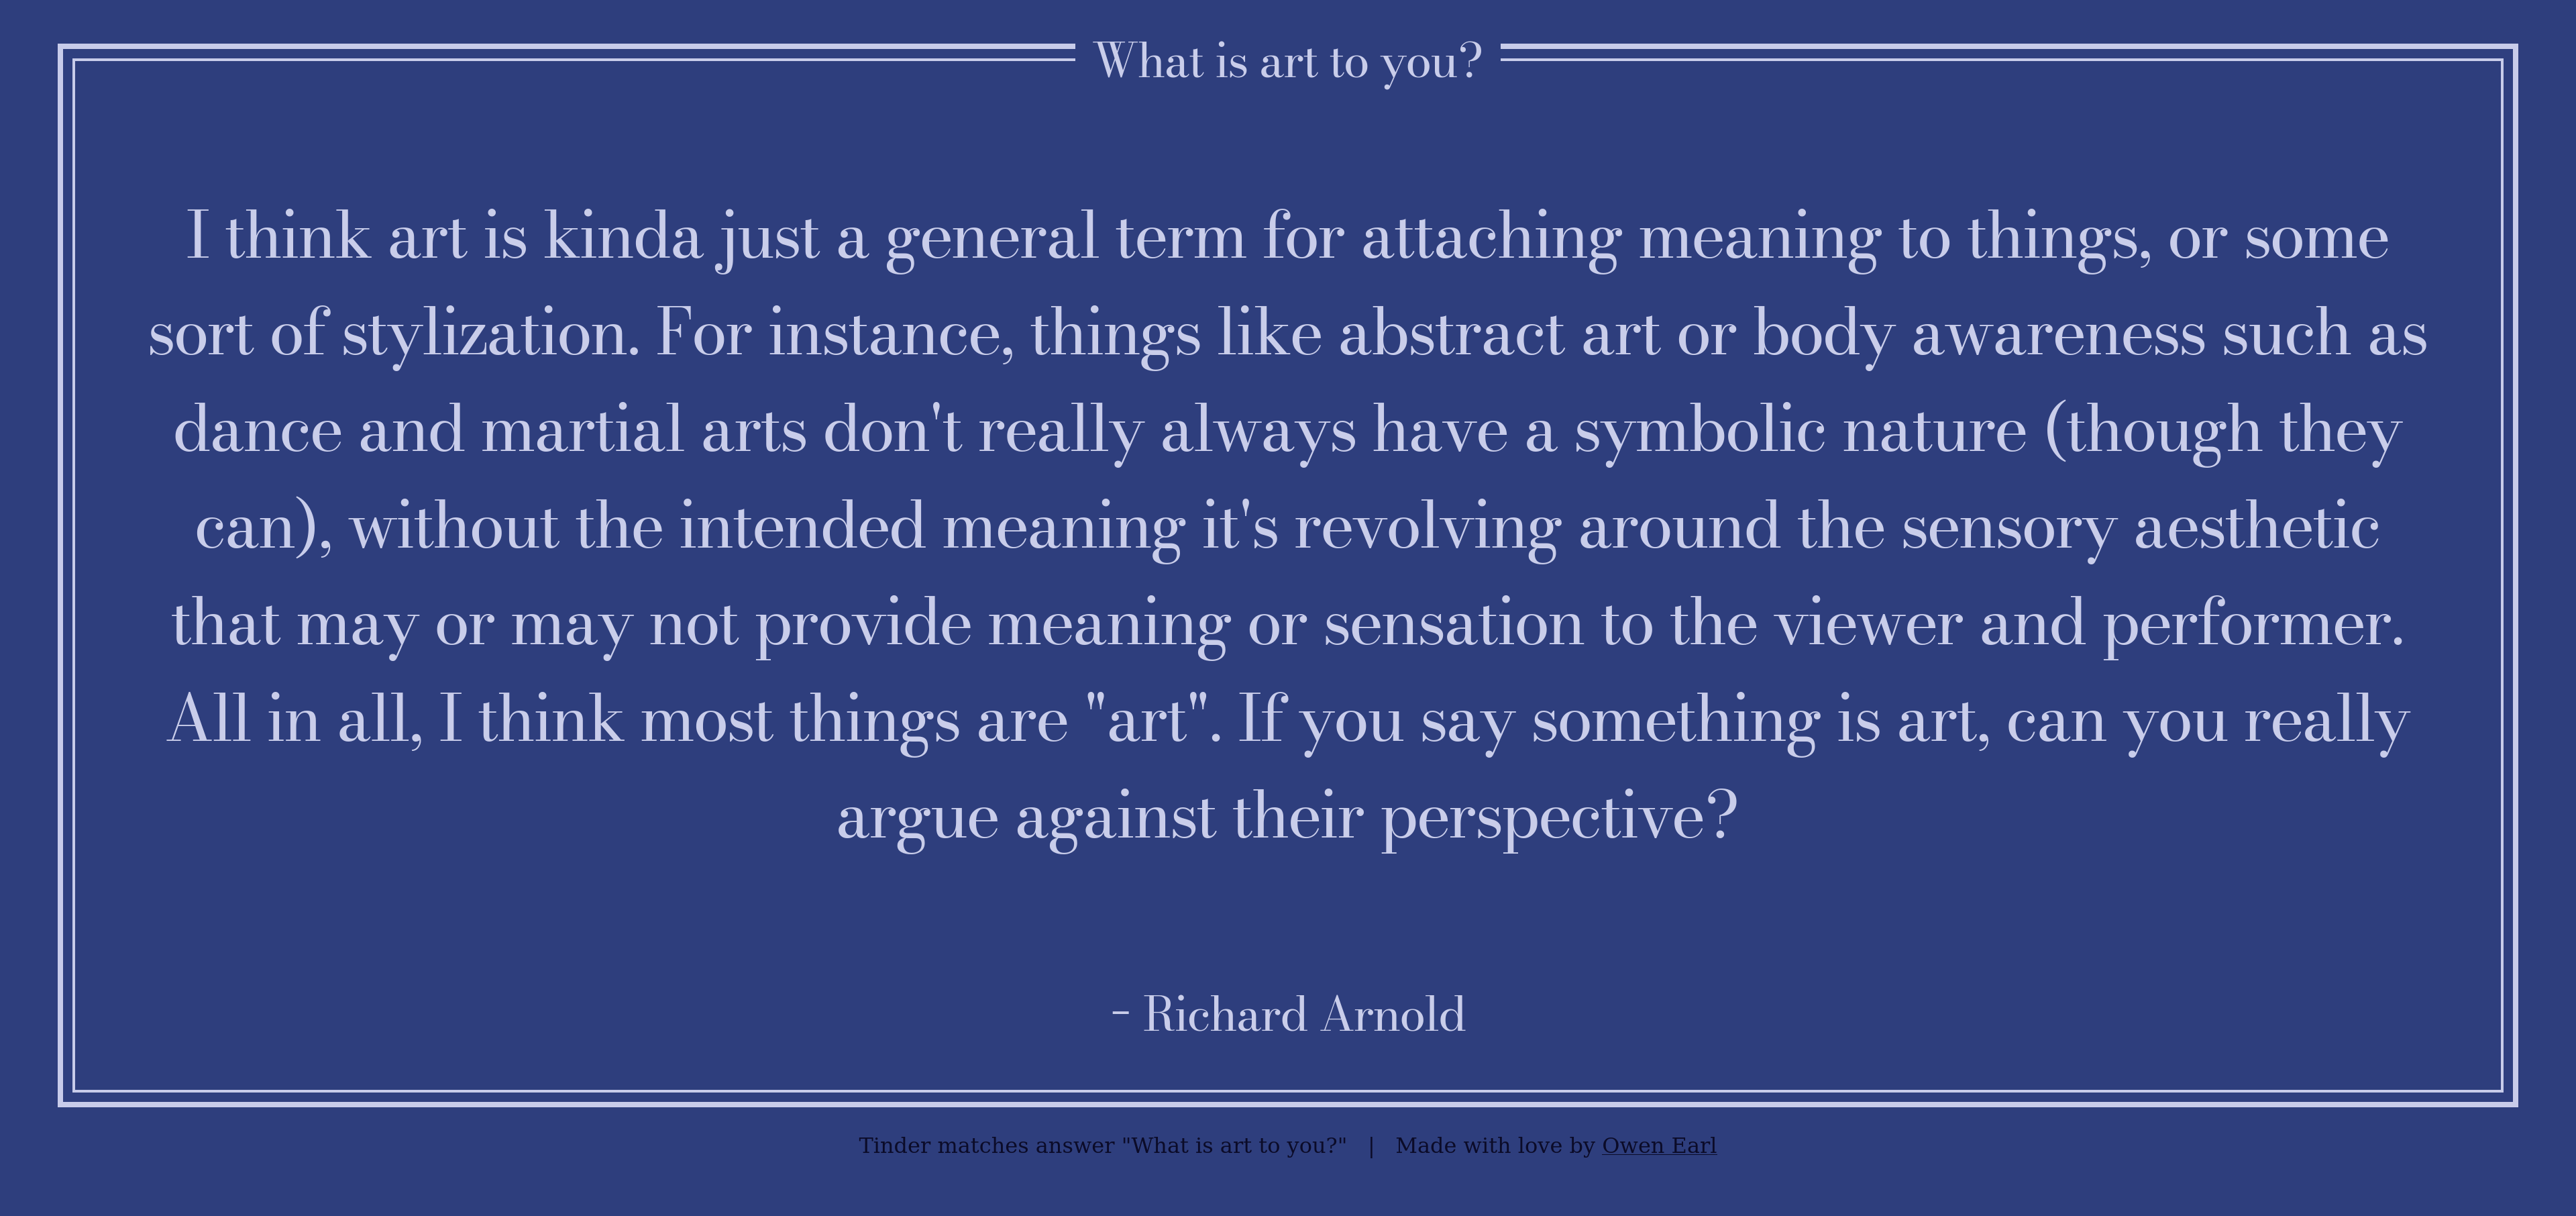 What is art to you?
I think art is kinda just a general term for attaching meaning to things, or some
sort of stylization. For instance, things like abstract art or body awareness such as
dance and martial arts don't really always have a symbolic nature (though they
can), without the intended meaning it's revolving around the sensory aesthetic
that may or may not provide meaning or sensation to the viewer and performer.
All in all, I think most things are "art". If you say something is art, can you really
argue against their perspective?
- Richard Arnold
Tinder matches answer "What is art to you?" | Made with love by Owen Earl